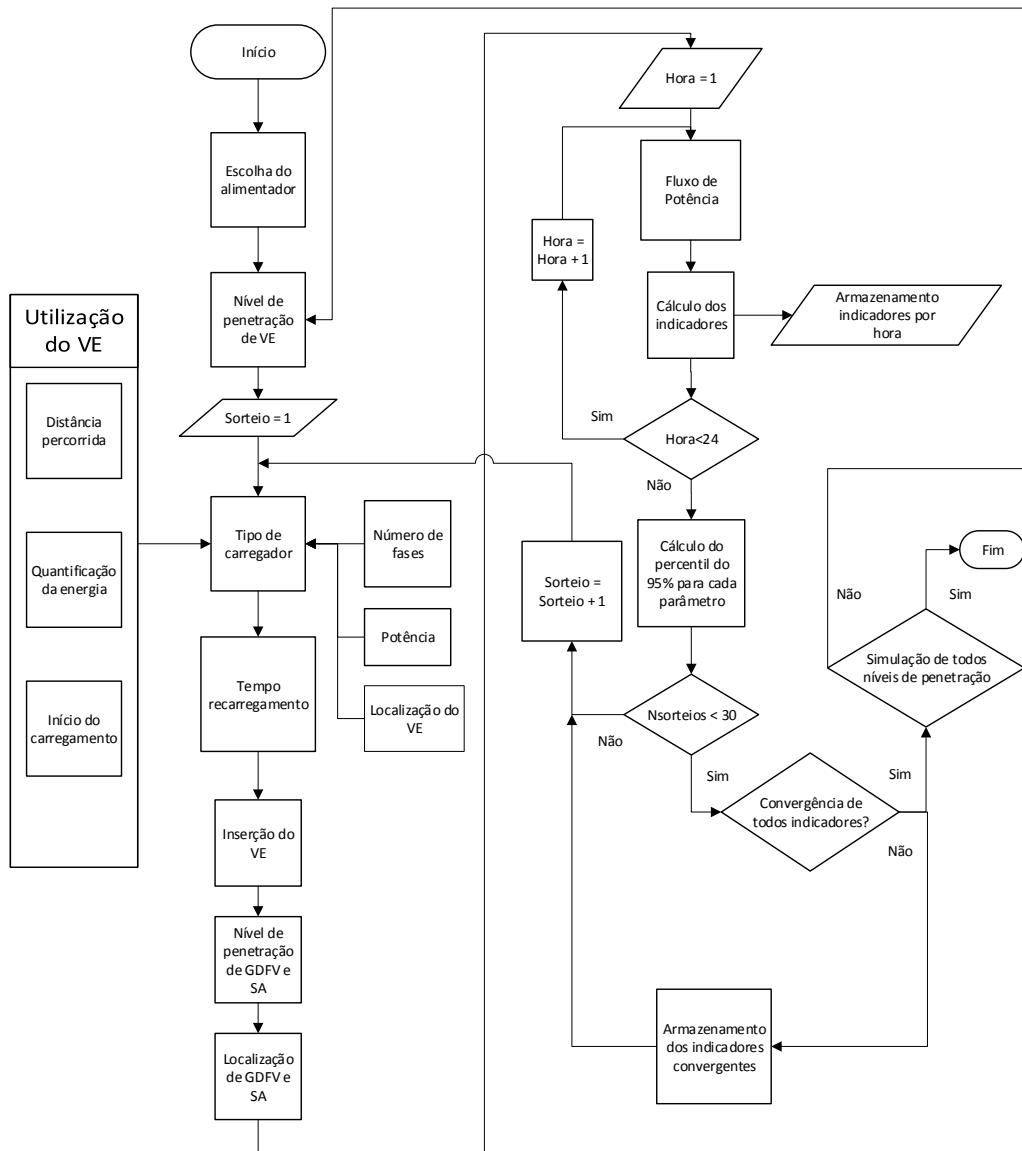 Início
Escolha do
alimentador
Nível de
penetração
de VE
Sorteio = 1
Utilização
do VE
Distância
percorrida
Quantificação
da energia
Início do
carregamento
Tipo de
carregador
Número de
fases
Potência
Localização do
VE
Tempo
recarregamento
Inserção do
VE
Nível de
penetração
de GDFV e
SA
Localização
de GDFV e
SA
Hora = 1
Fluxo de
Potência
Hora =
Hora + 1
Cálculo dos
indicadores
Armazenamento
indicadores por
hora
Sim
Hora<24
Não
Cálculo do
percentil do
95% para cada
parâmetro
Sorteio =
Sorteio + 1
Nsorteios < 30
Não
Sim
Convergência de
todos indicadores?
Sim
Não
Simulação de todos
níveis de penetração
Não
Sim
Fim
Armazenamento
dos indicadores
convergentes